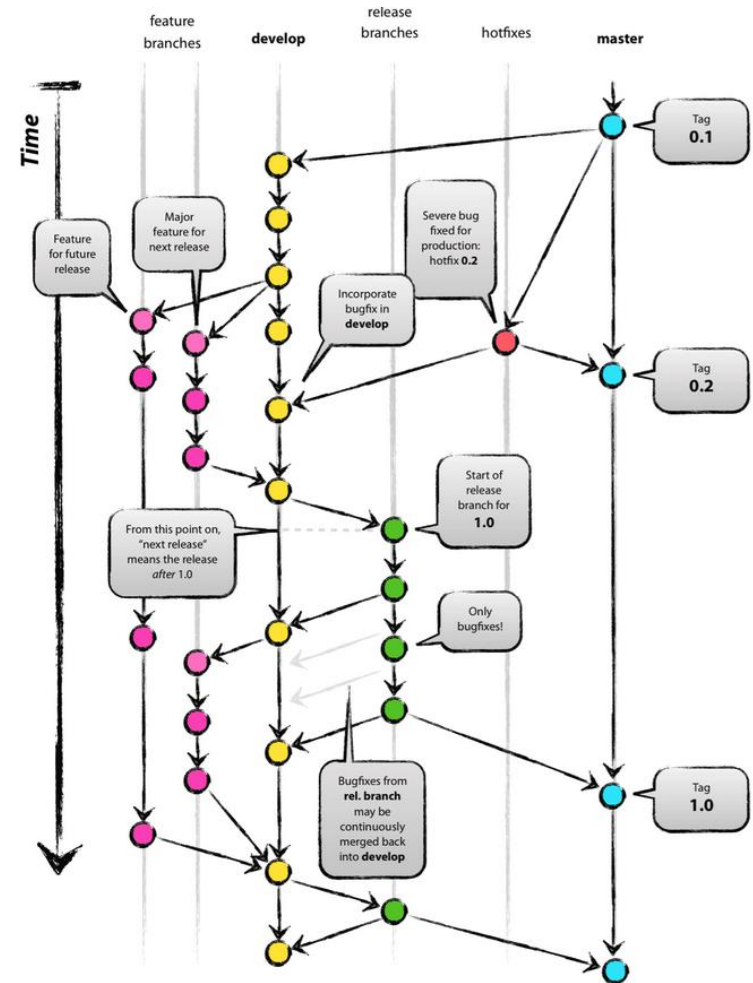 feature
branches
develop
release
branches
hotfixes
master
Time
Tag
0.1
Feature
for future
release
Major
feature for
next release
Severe bug
fixed for
production:
hotfix 0.2
Incorporate
bugfix in
develop
Tag
0.2
Start of
release
branch for
1.0
From this point on,
“next release”
means the release
after 1.0
Only
bugfixes!
Bugfixes from
rel. branch
may be
continuously
merged back
into develop
Tag
1.0